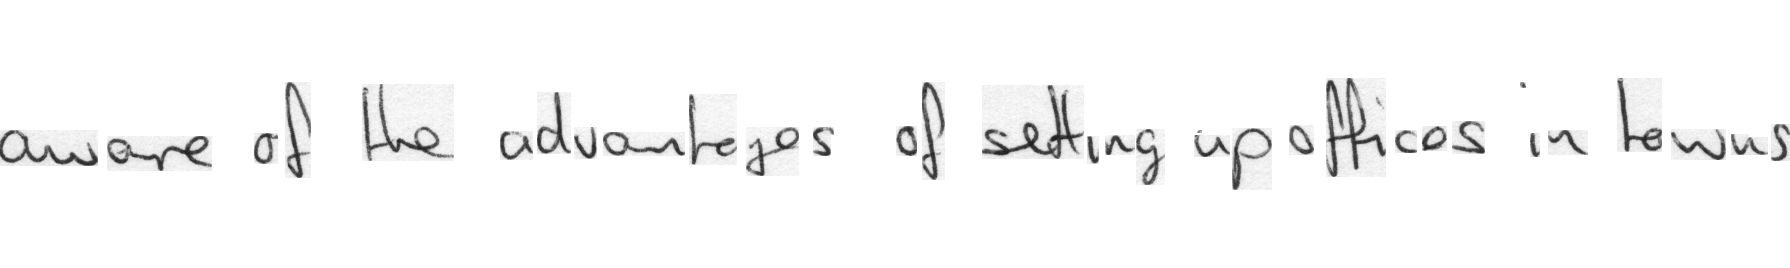 aware of the advantages of setting up offices in towns